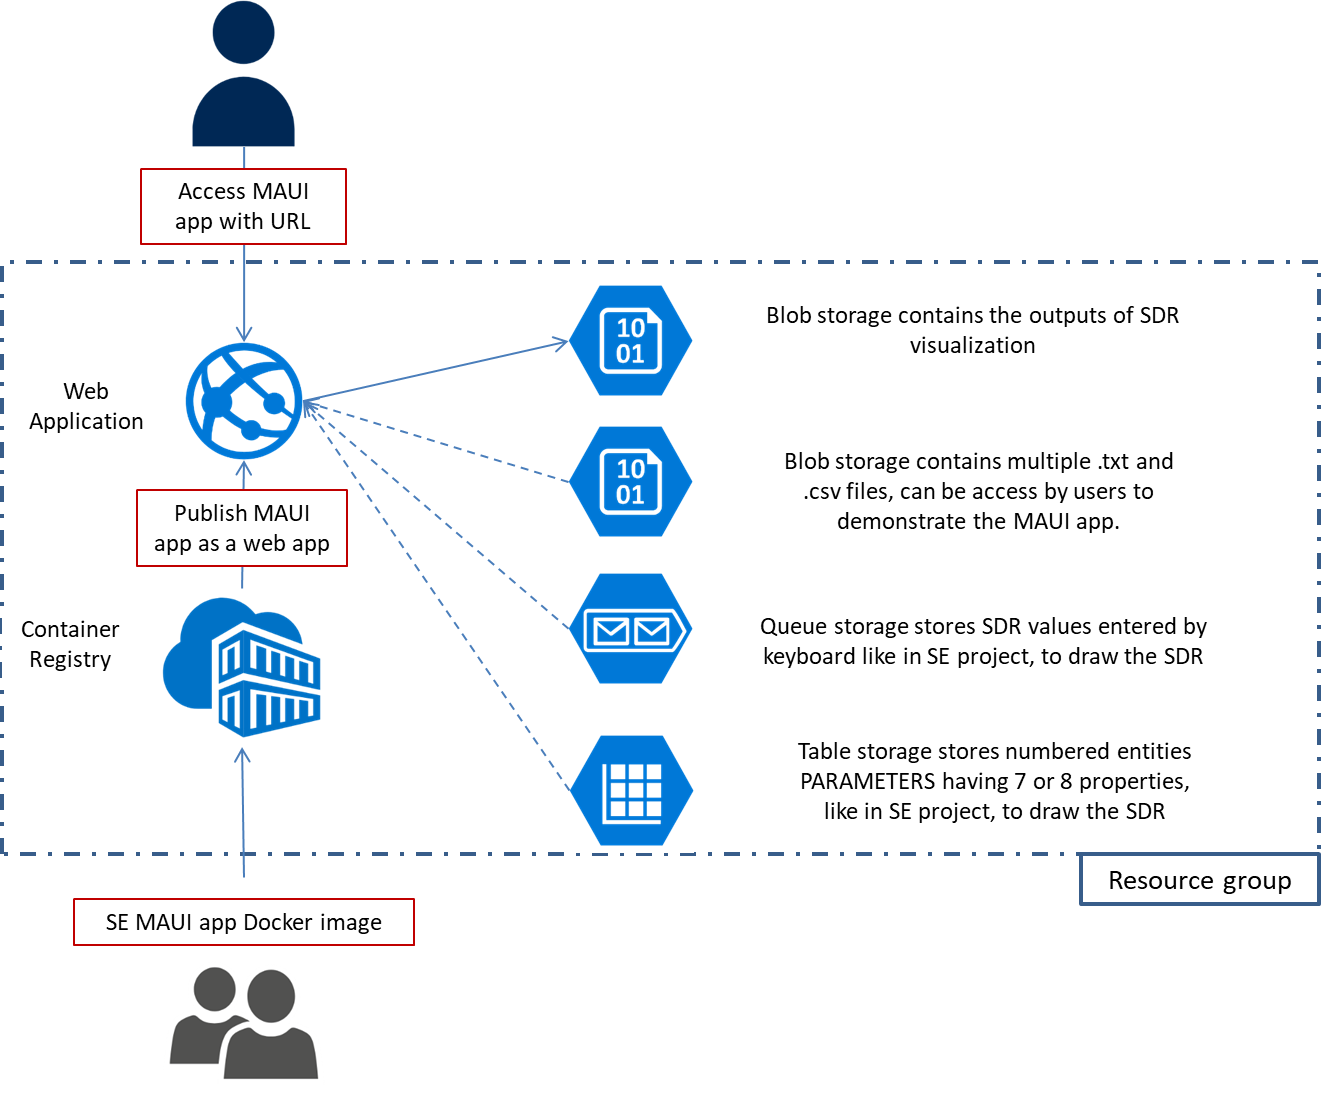 Access MAUI
app with URL
Web
Application
10
01
Blob storage contains the outputs of SDR
visualization
10
01
Blob storage contains multiple .txt and
.csv files, can be access by users to
demonstrate the MAUI app.
Publish MAUI
app as a web app
Container
Registry
Queue storage stores SDR values entered by
keyboard like in SE project, to draw the SDR
Table storage stores numbered entities
PARAMETERS having 7 or 8 properties,
like in SE project, to draw the SDR
Resource group
SE MAUI app Docker image